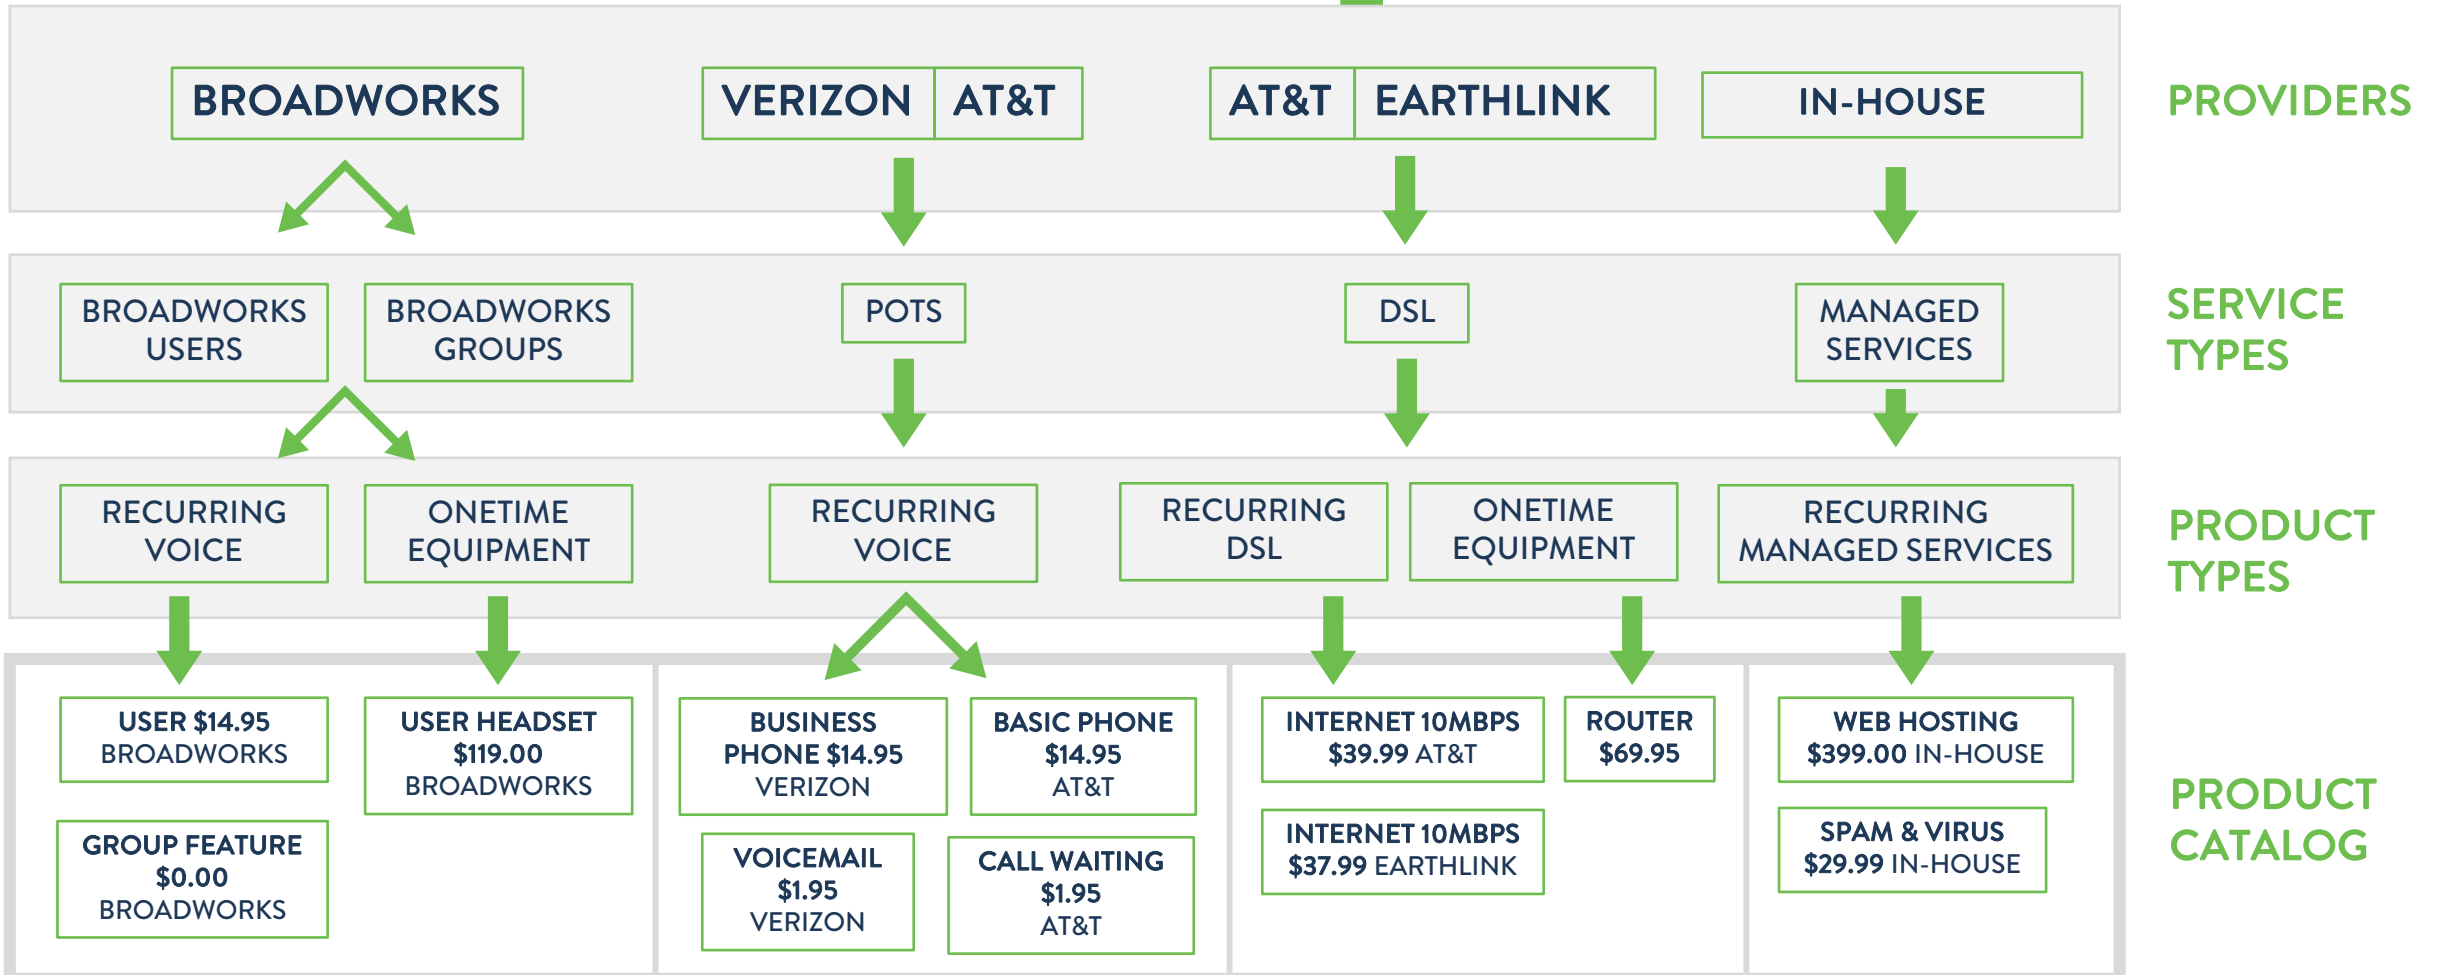 BROADWORKS
VERIZON
AT&T
AT&T
EARTHLINK
IN-HOUSE
PROVIDERS
BROADWORKS
USERS
BROADWORKS
GROUPS
POTS
DSL
MANAGED
SERVICES
SERVICE
TYPES
RECURRING
VOICE
ONETIME
EQUIPMENT
RECURRING
VOICE
RECURRING
DSL
ONETIME
EQUIPMENT
RECURRING
MANAGED SERVICES
PRODUCT
TYPES
USER $14.95
BROADWORKS
USER HEADSET
$119.00
BROADWORKS
BUSINESS
PHONE $14.95
VERIZON
BASIC PHONE
$14.95
AT&T
INTERNET 10MBPS
$39.99 AT&T
ROUTER
$69.95
WEB HOSTING
$399.00 IN-HOUSE
GROUP FEATURE
$0.00
BROADWORKS
VOICEMAIL
$1.95
VERIZON
CALL WAITING
$1.95
AT&T
INTERNET 10MBPS
$37.99 EARTHLINK
SPAM & VIRUS
$29.99 IN-HOUSE
PRODUCT
CATALOG